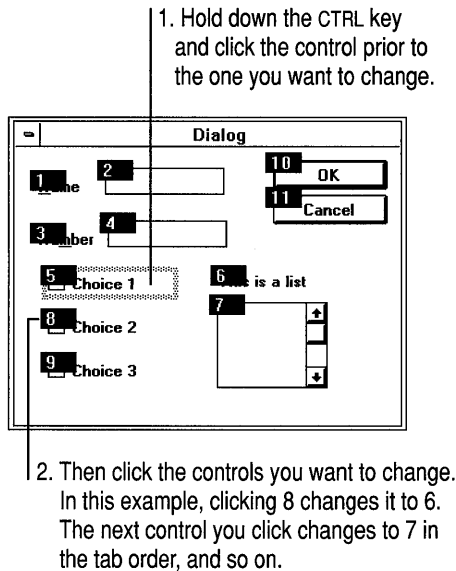 1. Hold down the CTRL key
and click the control prior to
the one you want to change.
Dialog
1
2
10 OK
11 Cancel
3
4
5 Choice 1
6 is a list
8 Choice 2
7
9 Choice 3
2. Then click the controls you want to change.
In this example, clicking 8 changes it to 6.
The next control you click changes to 7 in
the tab order, and so on.